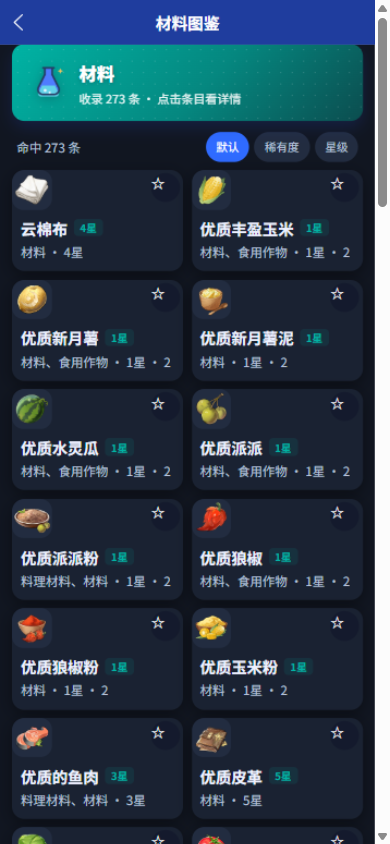 材料图鉴
材料
收录 273 条 · 点击条目看详情
命中 273 条
默认 稀有度 星级
云棉布 4星
材料 · 4星
优质丰盈玉米 1星
材料、食用作物 · 1星 · 2
优质新月薯 1星
材料、食用作物 · 1星 · 2
优质新月薯泥 1星
材料 · 1星 · 2
优质水灵瓜 1星
材料、食用作物 · 1星 · 2
优质派派 1星
材料、食用作物 · 1星 · 2
优质派派粉 1星
料理材料、材料 · 1星 · 2
优质狼椒 1星
材料、食用作物 · 1星 · 2
优质狼椒粉 1星
材料 · 1星 · 2
优质玉米粉 1星
材料 · 1星 · 2
优质的鱼肉 3星
料理材料、材料 · 3星
优质皮革 5星
材料 · 5星